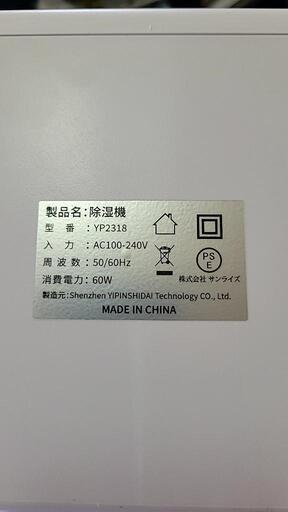 製品名：除湿機
型　番　：YP2318
入　力　：AC100-240V
周 波 数：50/60Hz
消費電力：60W
PS
E
株式会社 サンライズ
製造元：Shenzhen YIPINSHIDAI Technology CO., Ltd.
MADE IN CHINA